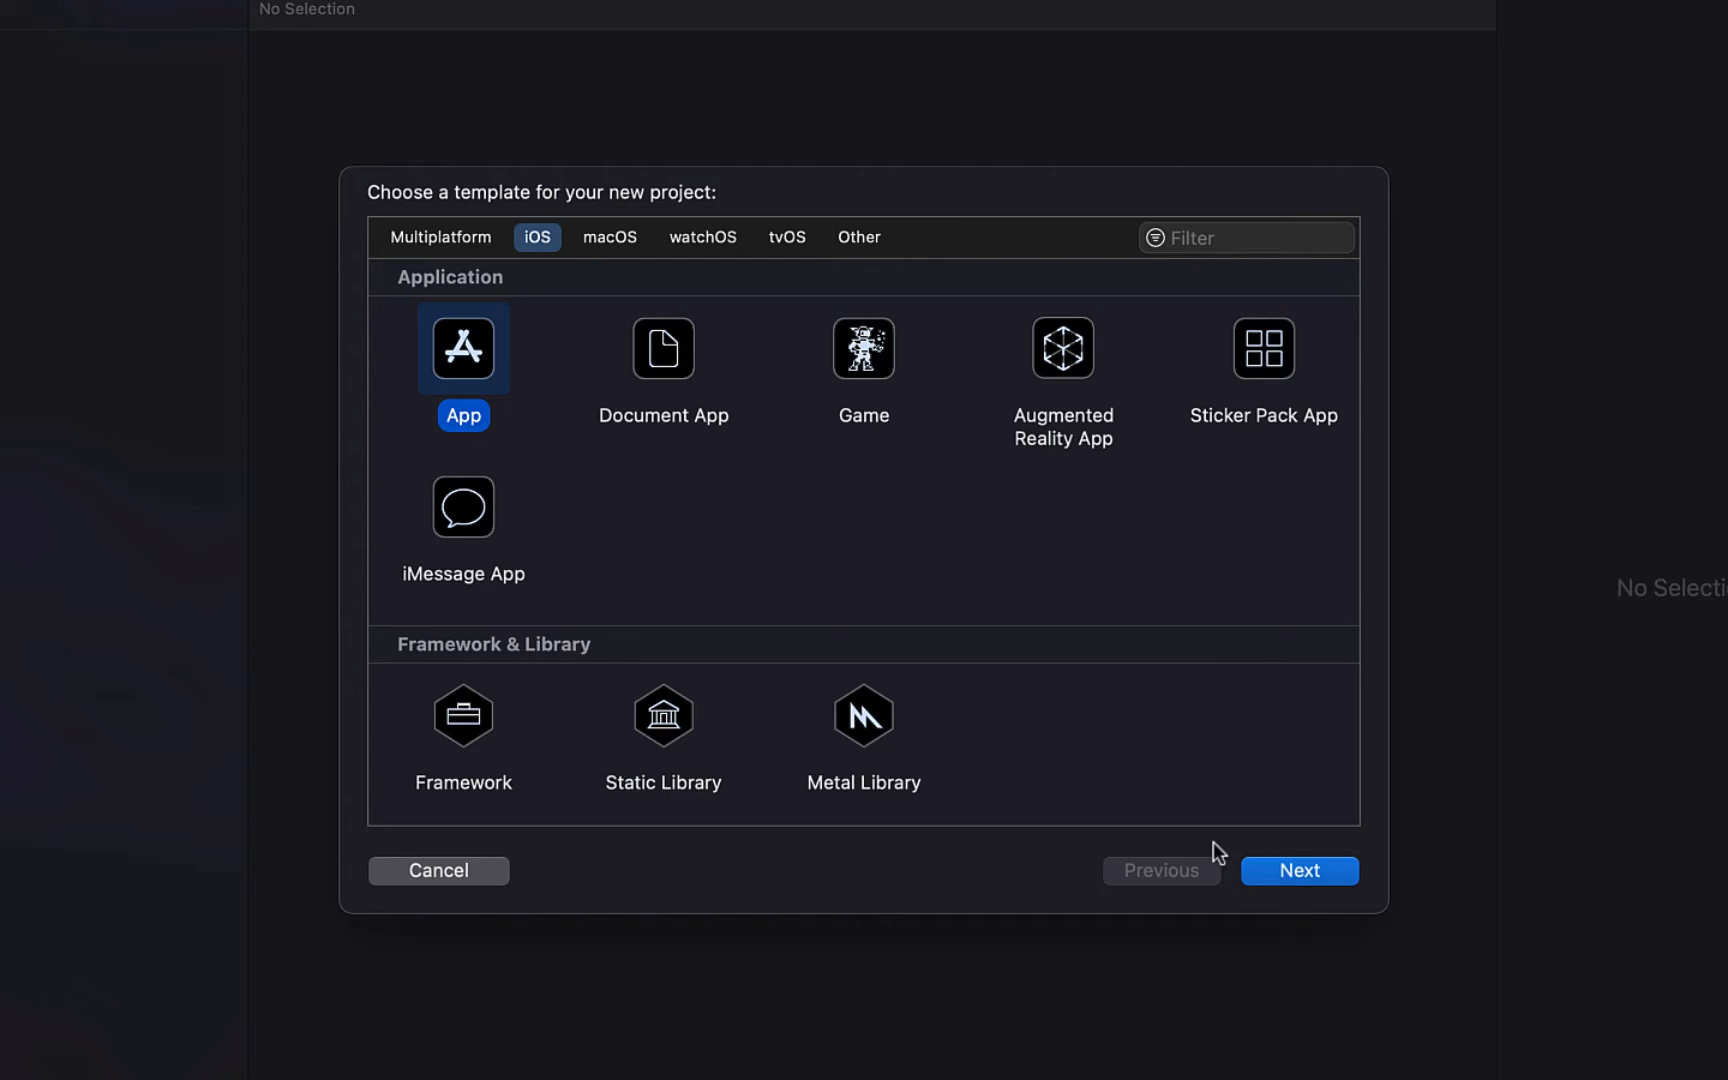 No Selection
Choose a template for your new project:
Multiplatform iOS macOS watchOS tvOS Other Filter
Application
App Document App Game Augmented Reality App Sticker Pack App
iMessage App
No Selecti
Framework & Library
Framework Static Library Metal Library
Cancel Previous Next